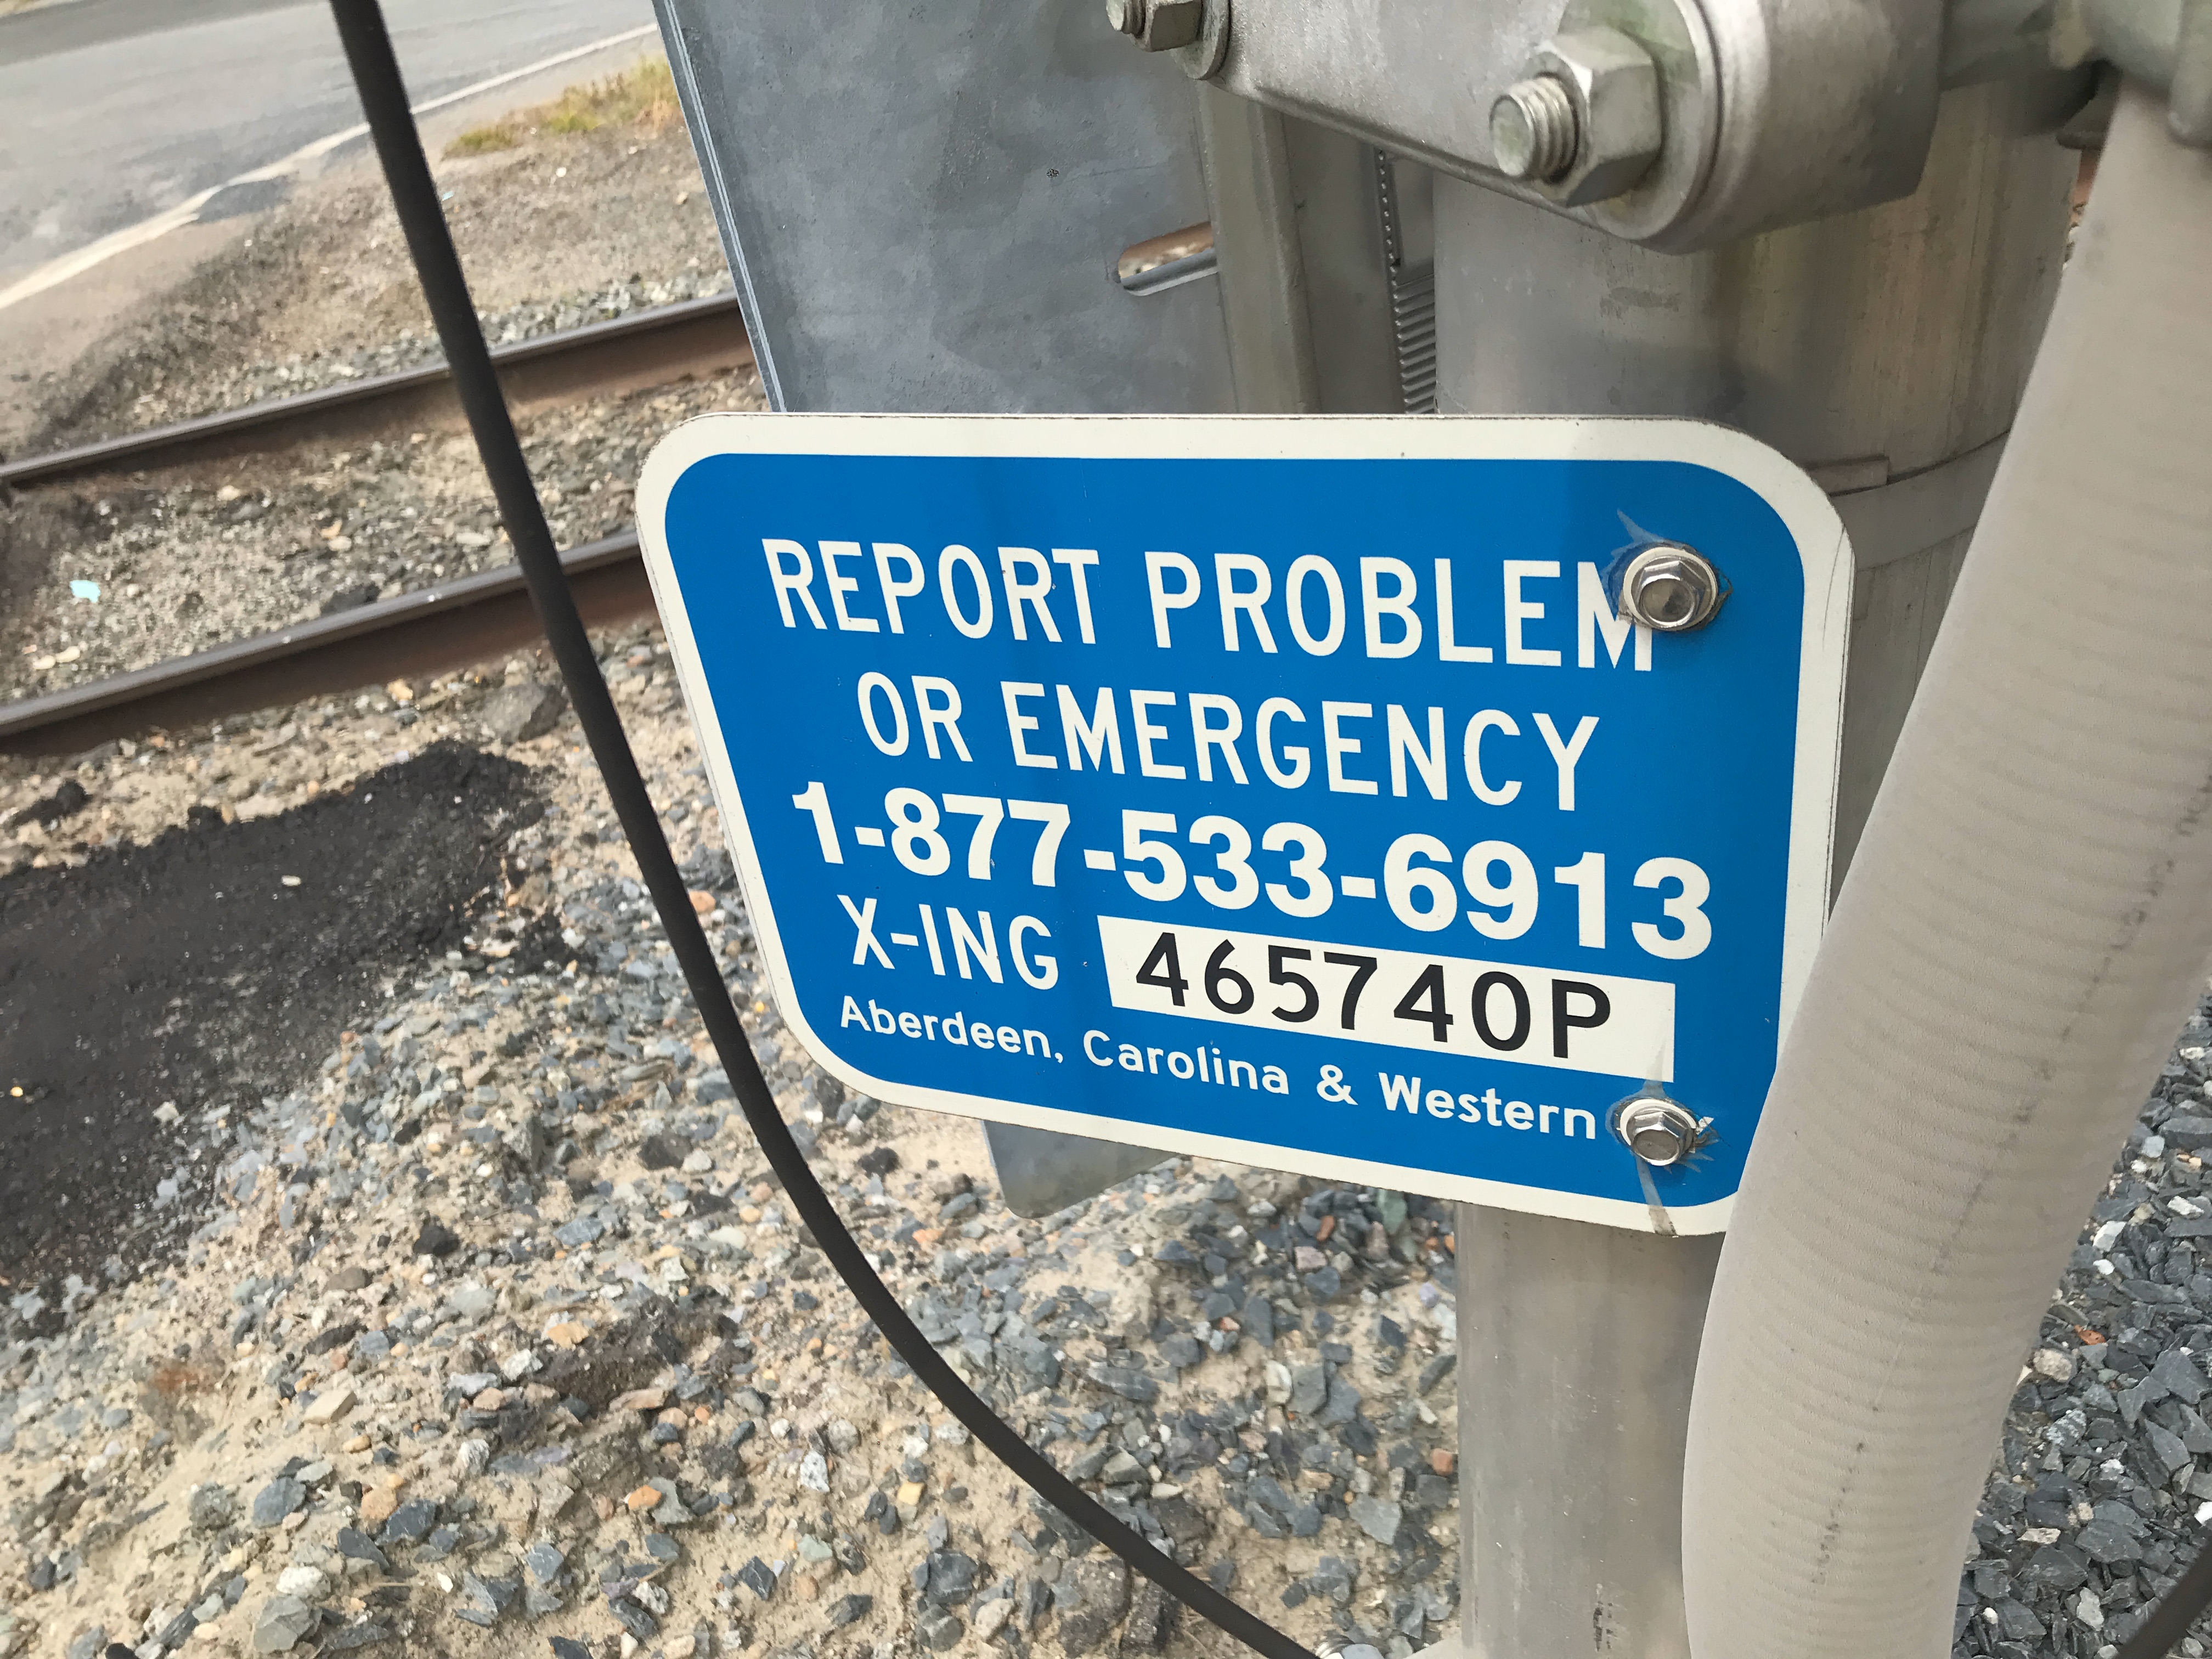 REPORT PROBLEM
OR EMERGENCY
1-877-533-6913
X-ING 465740P
Aberdeen, Carolina & Western